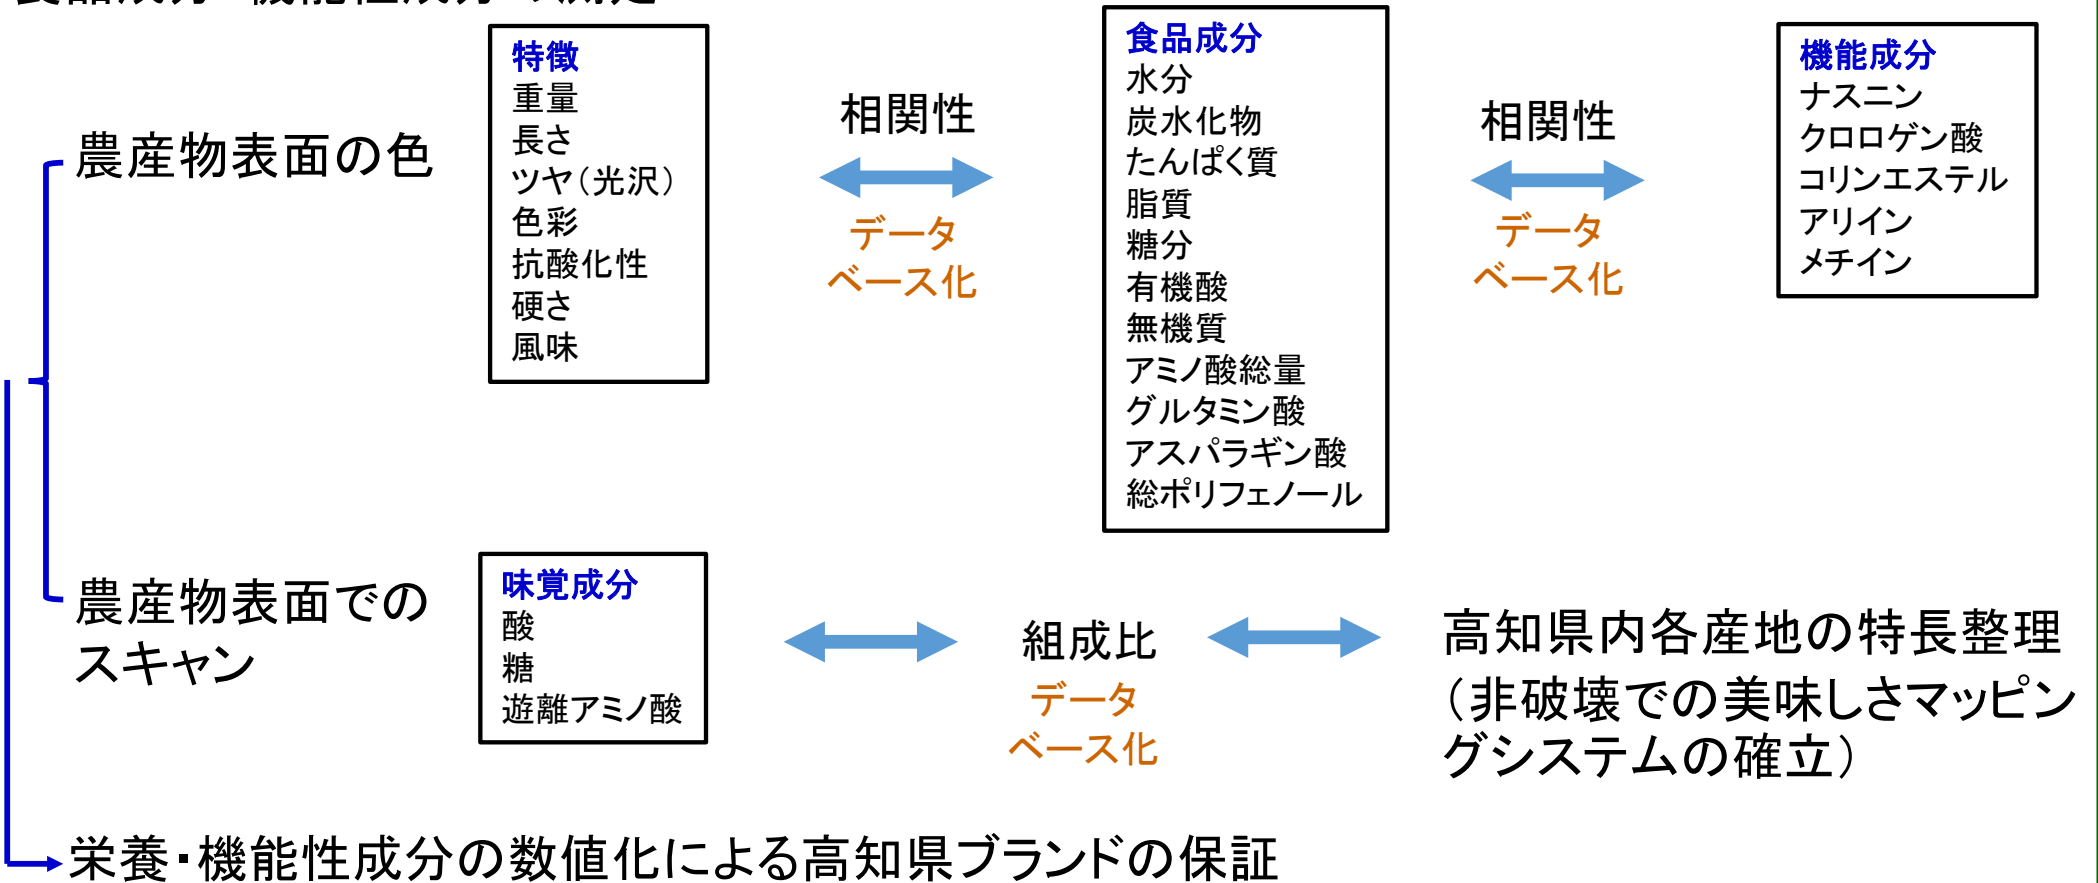 農産物表面の色
特徴
重量
長さ
ツヤ（光沢）
色彩
抗酸化性
硬さ
風味
相関性
データ
ベース化
食品成分
水分
炭水化物
たんぱく質
脂質
糖分
有機酸
無機質
アミノ酸総量
グルタミン酸
アスパラギン酸
総ポリフェノール
相関性
データ
ベース化
機能成分
ナスニン
クロロゲン酸
コリンエステル
アリイン
メチイン
農産物表面での
スキャン
味覚成分
酸
糖
遊離アミノ酸
組成比
データ
ベース化
高知県内各産地の特長整理
（非破壊での美味しさマッピン
グシステムの確立）
栄養・機能性成分の数値化による高知県ブランドの保証